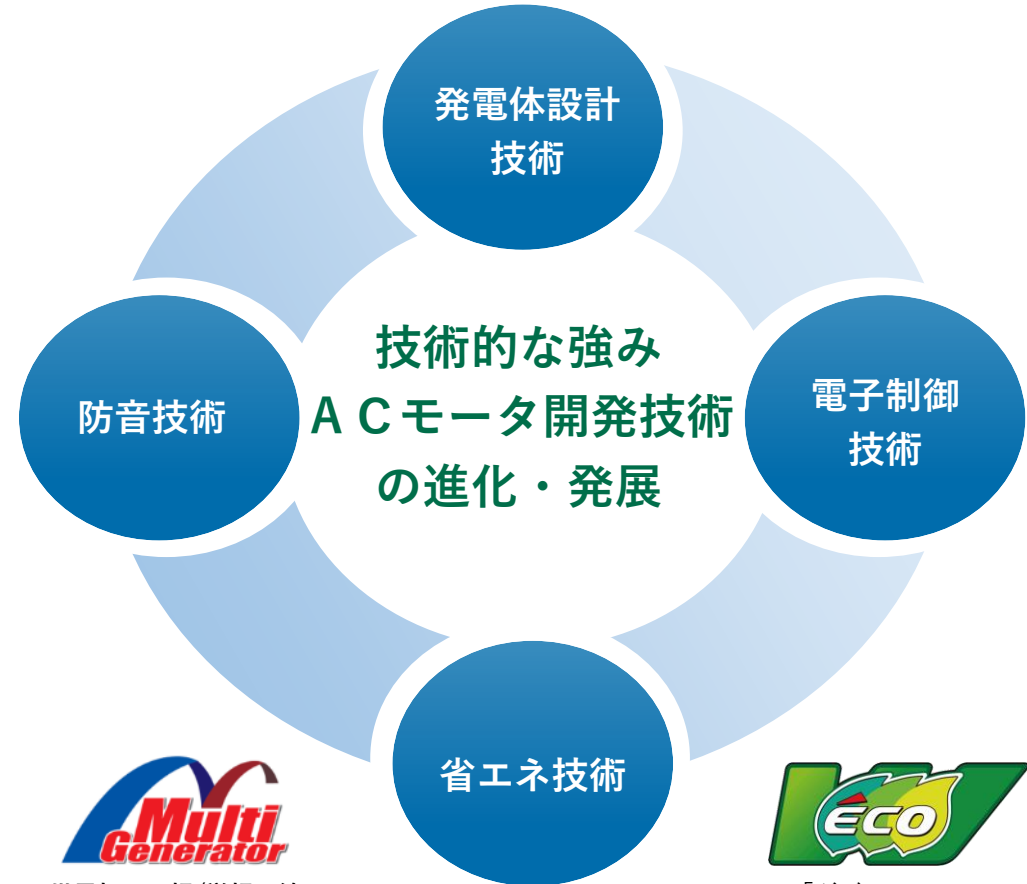 発電体設計
技術
技術的な強み
ＡＣモータ開発技術
の進化・発展
防音技術
電子制御
技術
省エネ技術
Multi
Generator
ECO